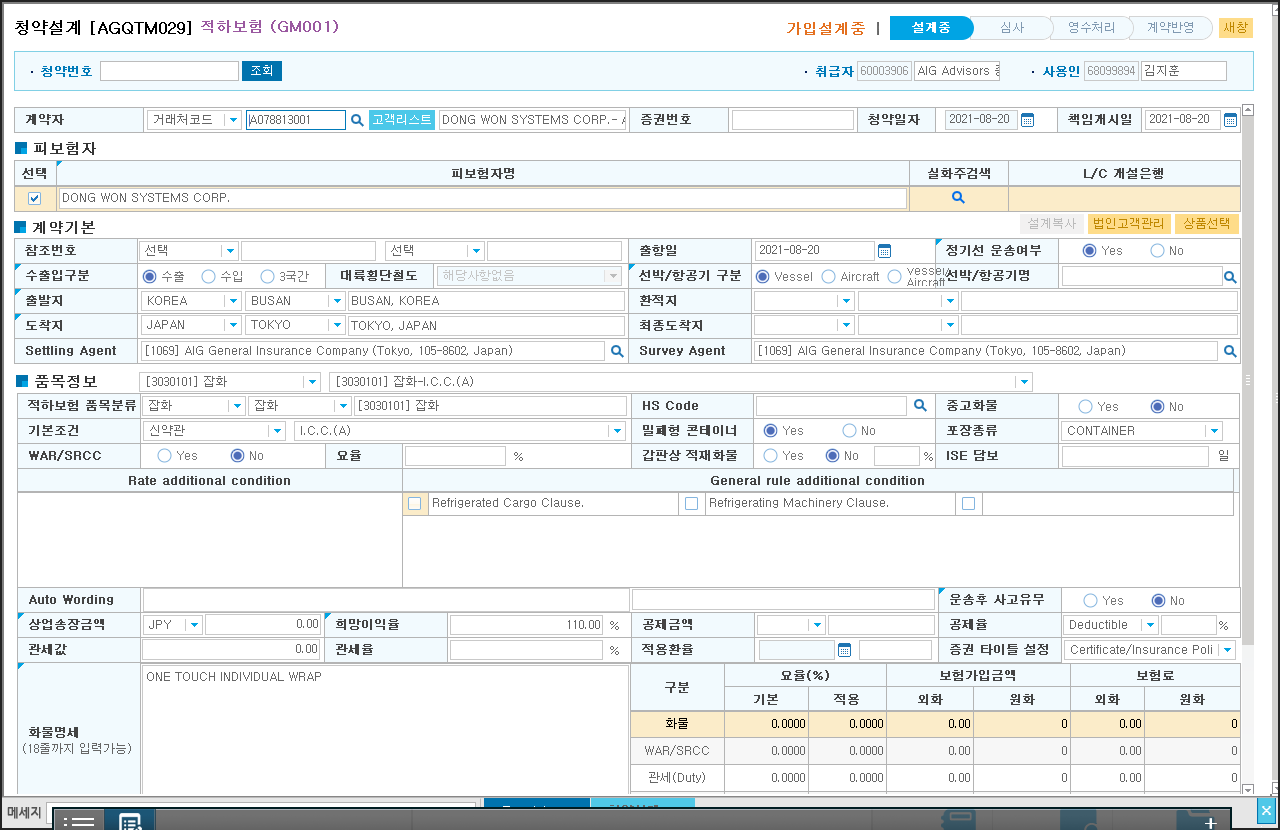 청약설계 [AGQTM029] 적하보험 (GM001) 가입설계중 | 설계중 심사 영수처리 계약반영 새창
· 청약번호 조회 · 취급자 60003906 AIG Advisors · 사용인 68099894 김지훈
계약자 거래처코드 A078813001 고객리스트 DONG WON SYSTEMS CORP.- 증권번호 청약일자 2021-08-20 책임개시일 2021-08-20
피보험자
선택 피보험자명 실화주검색 L/C 개설은행
DONG WON SYSTEMS CORP.
계약기본 설계복사 법인고객관리 상품선택
참조번호 선택 선택 출항일 2021-08-20 정기선 운송여부 Yes No
수출입구분 수출 수입 3국간 대륙횡단철도 해당사항없음 선박/항공기 구분 Vessel Aircraft Vessel/Aircraft 선박/항공기명
출발지 KOREA BUSAN BUSAN, KOREA 환적지
도착지 JAPAN TOKYO TOKYO, JAPAN 최종도착지
Settling Agent [1069] AIG General Insurance Company (Tokyo, 105-8602, Japan) Survey Agent [1069] AIG General Insurance Company (Tokyo, 105-8602, Japan)
품목정보 [3030101] 잡화 [3030101] 잡화-I.C.C.(A)
적하보험 품목분류 잡화 잡화 [3030101] 잡화 HS Code 중고화물 Yes No
기본조건 신약관 I.C.C.(A) 밀폐형 콘테이너 Yes No 포장종류 CONTAINER
WAR/SRCC Yes No 요율 % 갑판상 적재화물 Yes No % ISE 담보 일
Rate additional condition General rule additional condition
Refrigerated Cargo Clause. Refrigerating Machinery Clause.
Auto Wording 운송후 사고유무 Yes No
상업송장금액 JPY 0.00 희망이익율 110.00 % 공제금액 공제율 Deductible %
관세값 0.00 관세율 % 적용환율 증권 타이틀 설정 Certificate/Insurance Poli
화물명세
(18줄까지 입력가능)
ONE TOUCH INDIVIDUAL WRAP
구분 요율(%) 보험가입금액 보험료
기본 적용 외화 원화 외화 원화
화물 0.0000 0.0000 0.00 0 0.00 0
WAR/SRCC 0.0000 0.0000 0.00 0 0.00 0
관세(Duty) 0.0000 0.0000 0.00 0 0.00 0
메세지